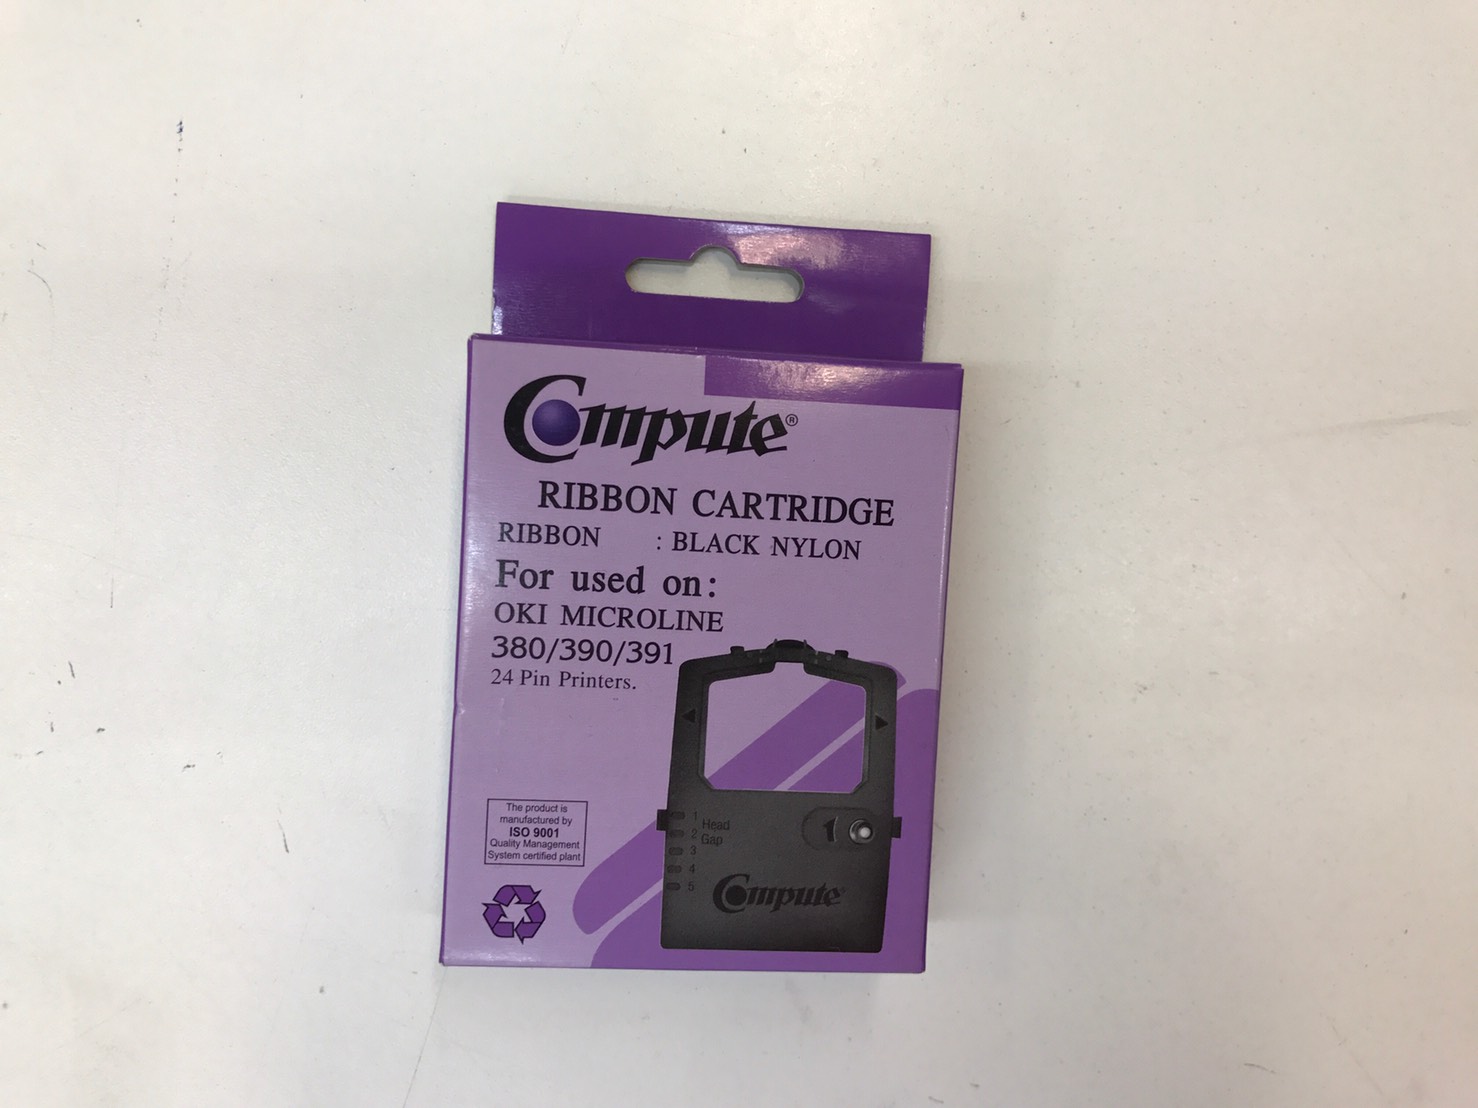 Compute®
RIBBON CARTRIDGE
RIBBON : BLACK NYLON
For used on:
OKI MICROLINE
380/390/391
24 Pin Printers.
1
2
3
4
5
Head
Gap
1
Compute
The product is
manufactured by
ISO 9001
Quality Management
System certified plant